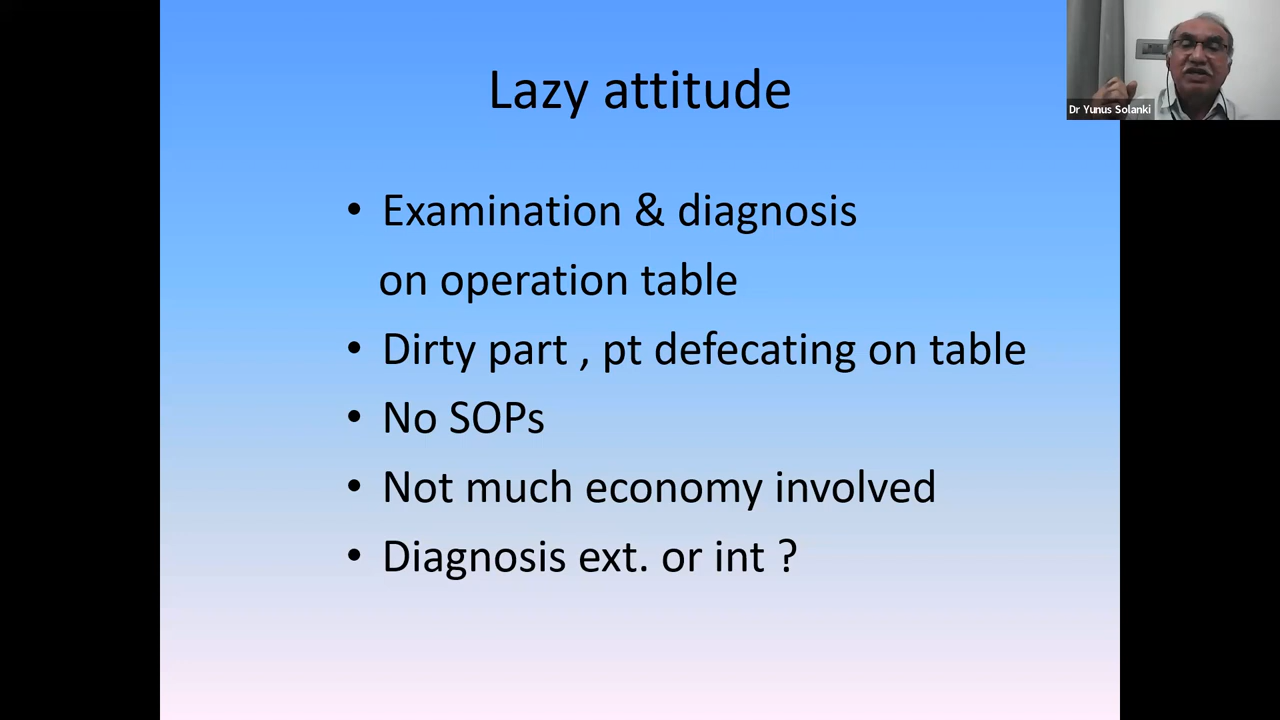 Lazy attitude
Dr Yunus Solanki
• Examination & diagnosis
on operation table
• Dirty part , pt defecating on table
• No SOPs
• Not much economy involved
• Diagnosis ext. or int ?